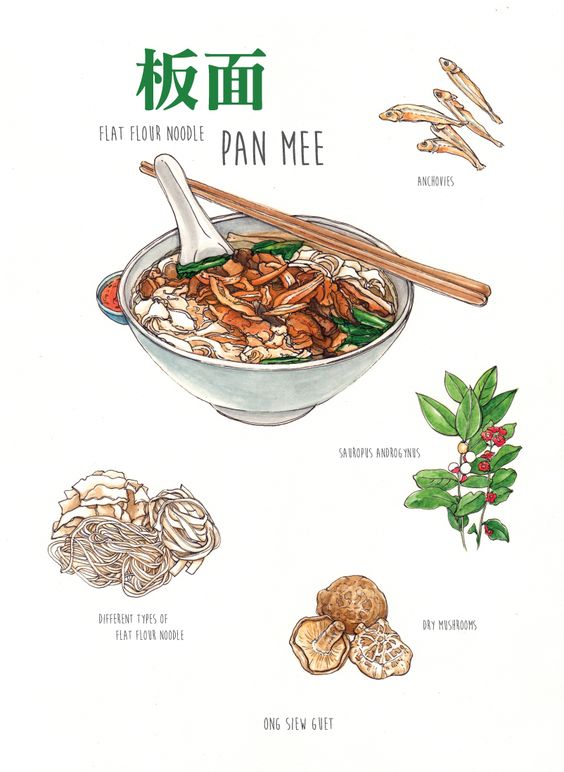 板面
FLAT FLOUR NOODLE
PAN MEE
ANCHOVIES
SAUROPUS ANDROGYNUS
DIFFERENT TYPES OF
FLAT FLOUR NOODLE
DRY MUSHROOMS
ONG SIEW GUET